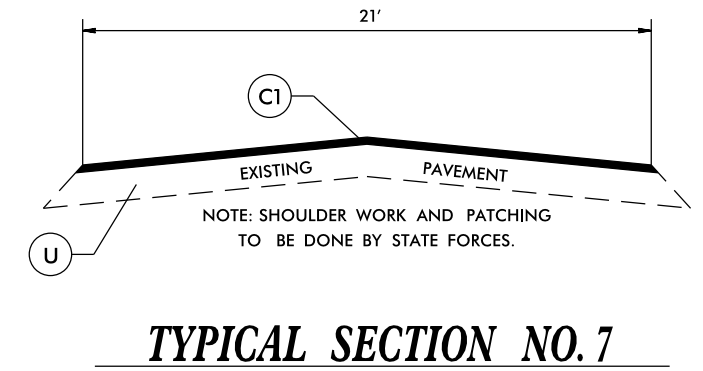 21'
C1
EXISTING PAVEMENT
NOTE: SHOULDER WORK AND PATCHING
TO BE DONE BY STATE FORCES.
U
TYPICAL SECTION NO. 7